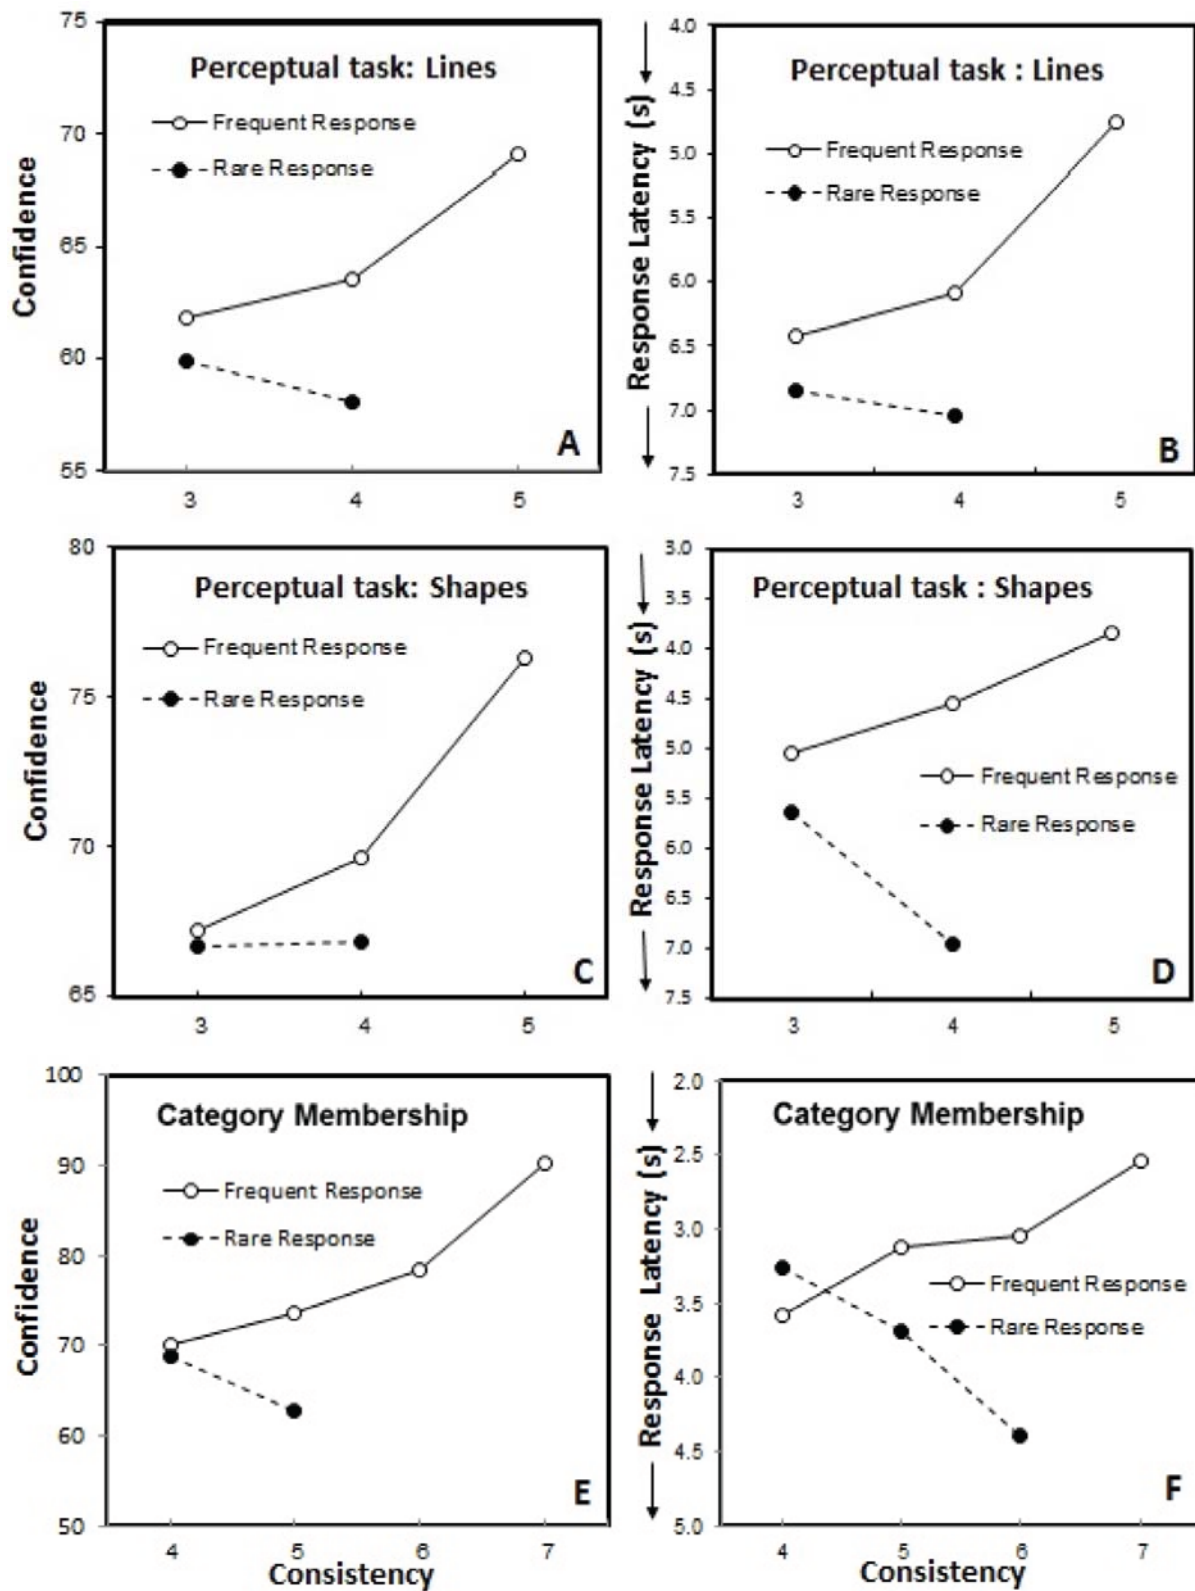 75
70
65
60
55
Confidence
Perceptual task: Lines
Frequent Response
Rare Response
A
3 4 5
4.0
4.5
5.0
5.5
6.0
6.5
7.0
7.5
Response Latency (s)
Perceptual task : Lines
Frequent Response
Rare Response
B
3 4 5
80
75
70
65
Confidence
Perceptual task: Shapes
Frequent Response
Rare Response
C
3 4 5
3.0
3.5
4.0
4.5
5.0
5.5
6.0
6.5
7.0
7.5
Response Latency (s)
Perceptual task : Shapes
Frequent Response
Rare Response
D
3 4 5
100
90
80
70
60
50
Confidence
Category Membership
Frequent Response
Rare Response
E
4 5 6 7
Consistency
2.0
2.5
3.0
3.5
4.0
4.5
5.0
Response Latency (s)
Category Membership
Frequent Response
Rare Response
F
4 5 6 7
Consistency